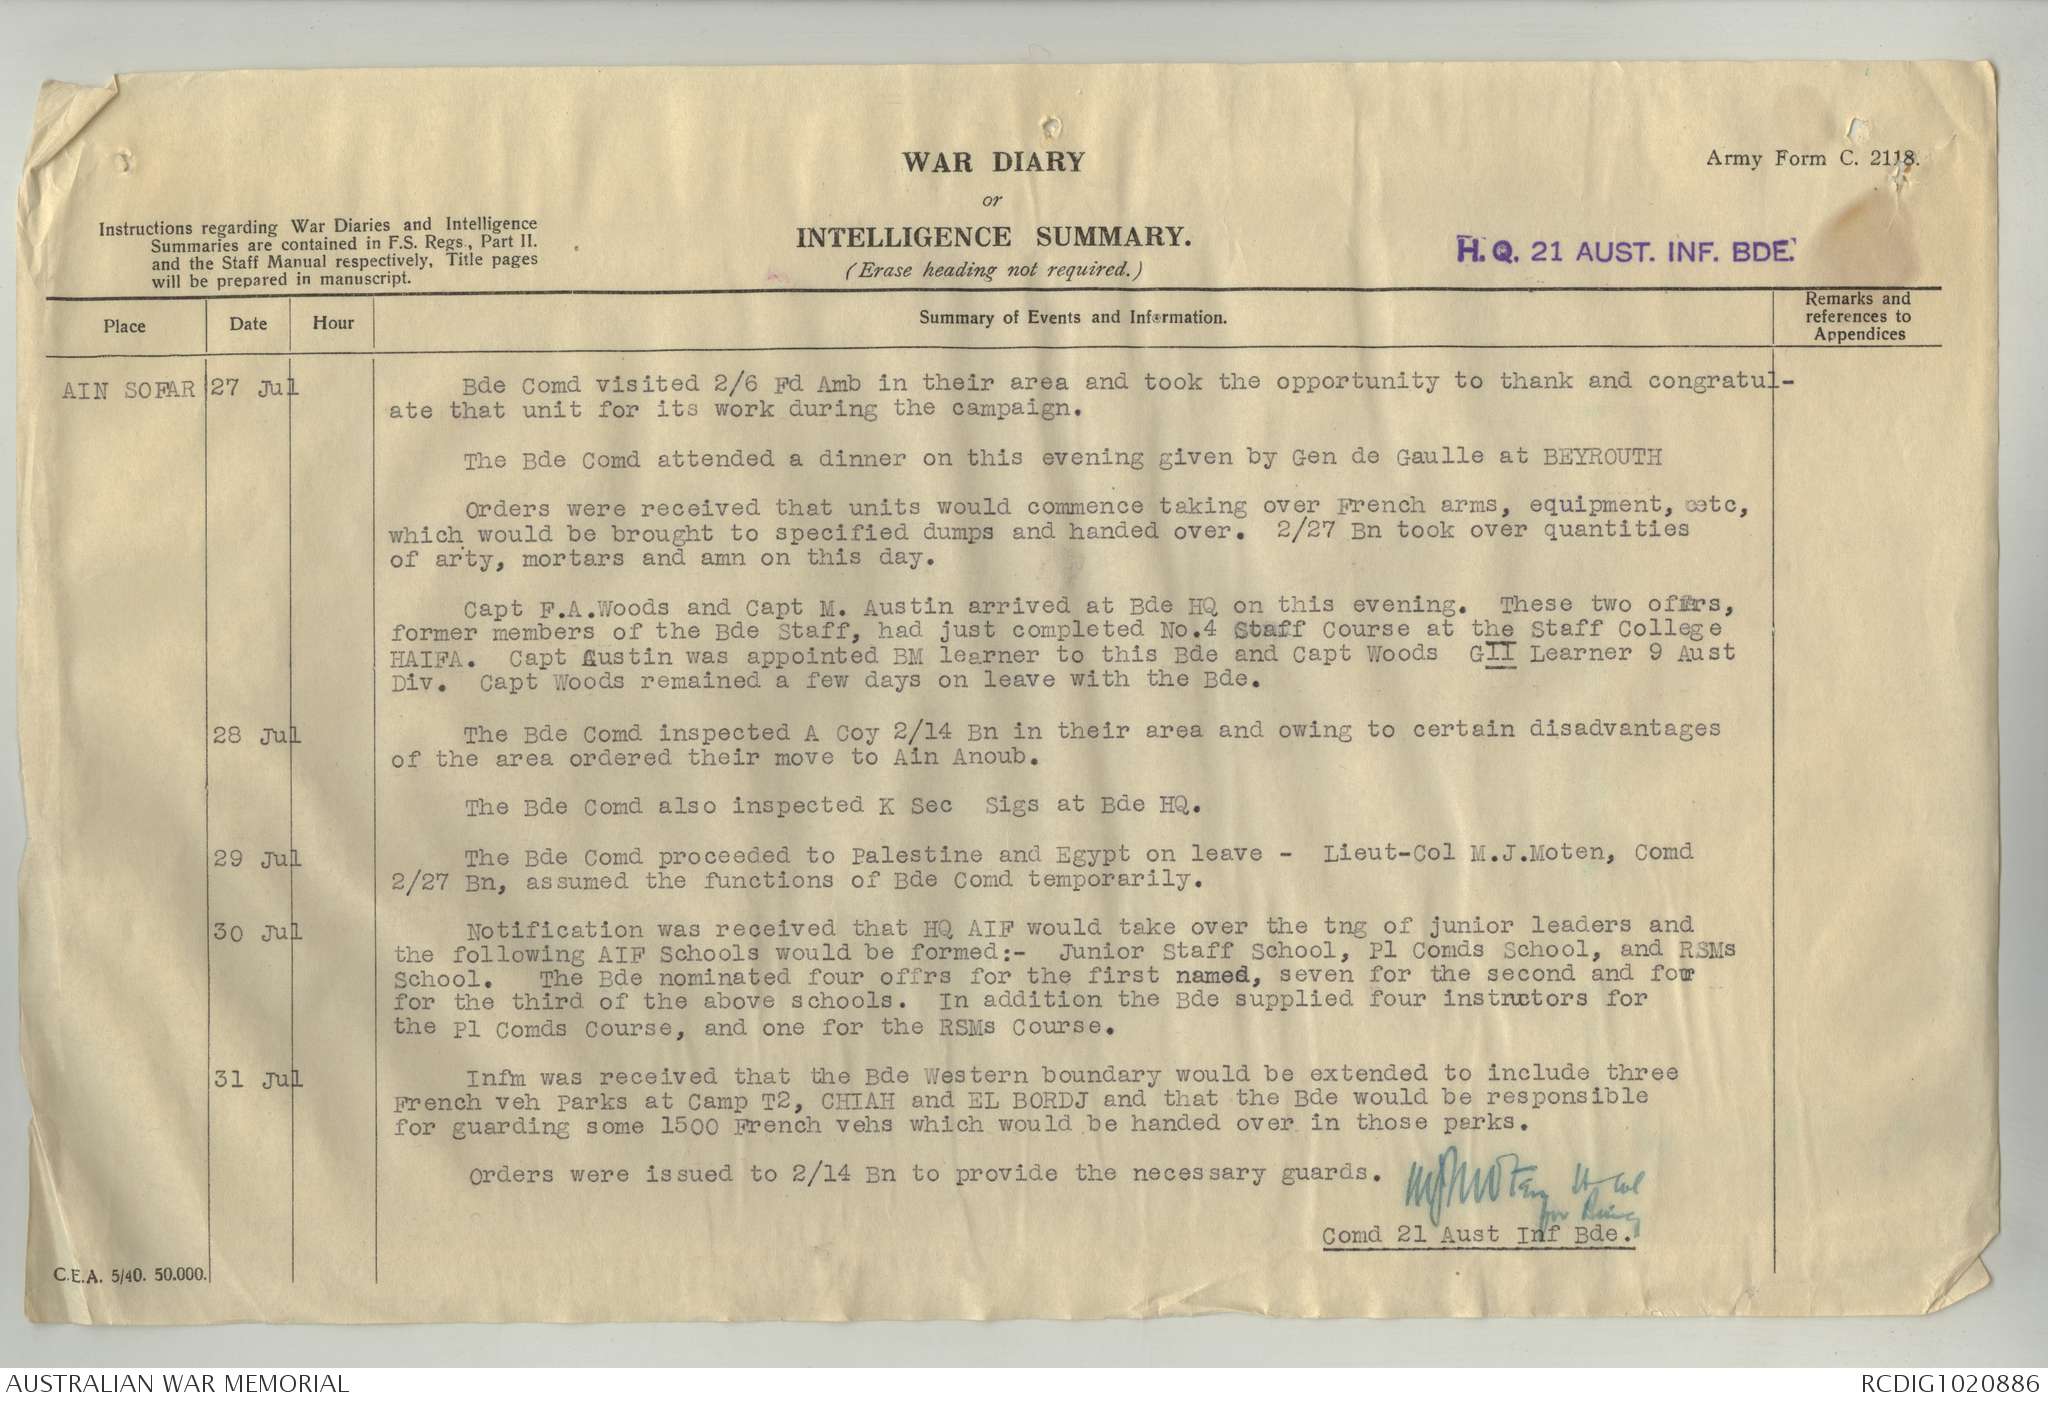 WAR DIARY
or
INTELLIGENCE SUMMARY.
(Erase heading not required.)
Army Form C. 2118.
Instructions regarding War Diaries and Intelligence
Summaries are contained in F.S. Regs., Part II.
and the Staff Manual respectively, Title pages
will be prepared in manuscript.
H.Q. 21 AUST. INF. BDE.
Place Date Hour Summary of Events and Information. Remarks and
references to
Appendices
AIN SOFAR 27 Jul Bde Comd visited 2/6 Fd Amb in their area and took the opportunity to thank and congratul-
ate that unit for its work during the campaign.
The Bde Comd attended a dinner on this evening given by Gen de Gaulle at BEYROUTH
Orders were received that units would commence taking over French arms, equipment, etc,
which would be brought to specified dumps and handed over. 2/27 Bn took over quantities
of arty, mortars and amn on this day.
Capt F.A.Woods and Capt M. Austin arrived at Bde HQ on this evening. These two offrs,
former members of the Bde Staff, had just completed No.4 Staff Course at the Staff College
HAIFA. Capt Austin was appointed BM learner to this Bde and Capt Woods GII Learner 9 Aust
Div. Capt Woods remained a few days on leave with the Bde.
28 Jul The Bde Comd inspected A Coy 2/14 Bn in their area and owing to certain disadvantages
of the area ordered their move to Ain Anoub.
The Bde Comd also inspected K Sec Sigs at Bde HQ.
29 Jul The Bde Comd proceeded to Palestine and Egypt on leave - Lieut-Col M.J.Moten, Comd
2/27 Bn, assumed the functions of Bde Comd temporarily.
30 Jul Notification was received that HQ AIF would take over the tng of junior leaders and
the following AIF Schools would be formed:- Junior Staff School, Pl Comds School, and RSMs
School. The Bde nominated four offrs for the first named, seven for the second and four
for the third of the above schools. In addition the Bde supplied four instructors for
the Pl Comds Course, and one for the RSMs Course.
31 Jul Infm was received that the Bde Western boundary would be extended to include three
French veh Parks at Camp T2, CHIAH and EL BORDJ and that the Bde would be responsible
for guarding some 1500 French vehs which would be handed over in those parks.
Orders were issued to 2/14 Bn to provide the necessary guards.
MJMoten Lt-Col
for Brig
Comd 21 Aust Inf Bde.
C.E.A. 5/40. 50.000.
AUSTRALIAN WAR MEMORIAL
RCDIG1020886